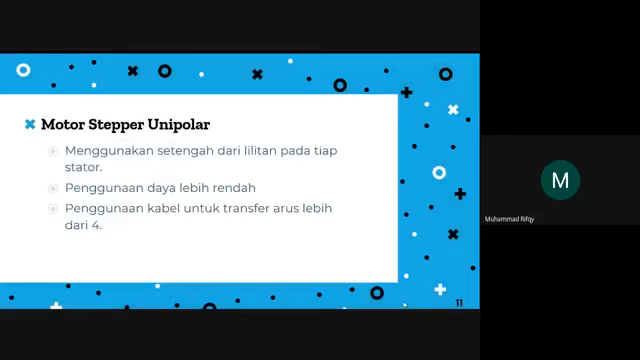 Motor Stepper Unipolar
Menggunakan setengah dari lilitan pada tiap
stator.
Penggunaan daya lebih rendah
Penggunaan kabel untuk transfer arus lebih
dari 4.
11
M
Muhammad Rifqy